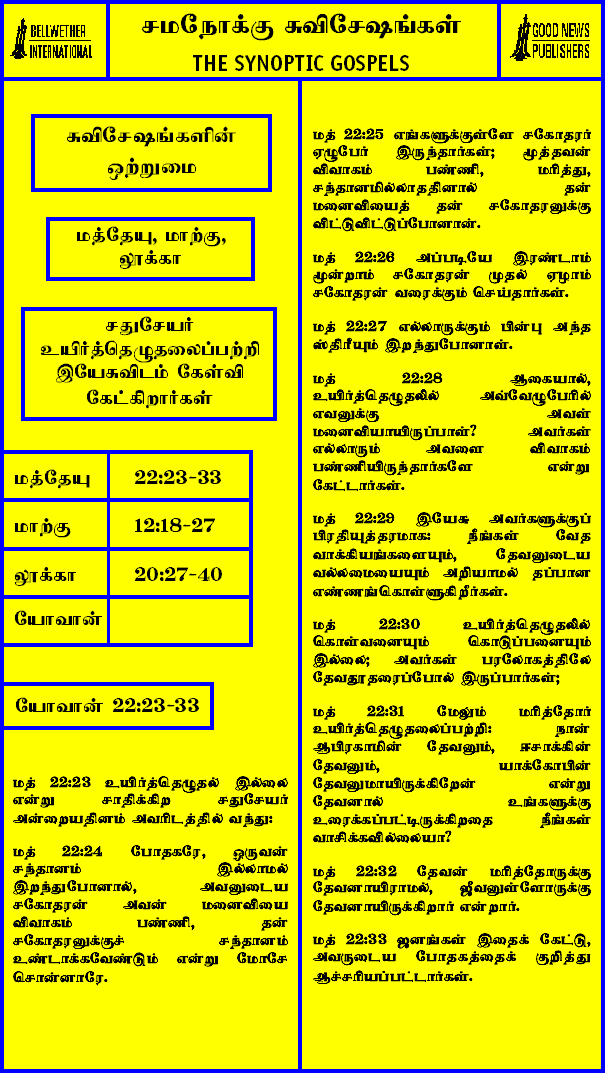 BELLWETHER
INTERNATIONAL
சமநோக்கு சுவிசேஷங்கள்
THE SYNOPTIC GOSPELS
GOOD NEWS
PUBLISHERS
சுவிசேஷங்களின்
ஒற்றுமை
மத்தேயு, மாற்கு,
லூக்கா
சதுசேயர்
உயிர்த்தெழுதலைப்பற்றி
இயேசுவிடம் கேள்வி
கேட்கிறார்கள்
மத்தேயு 22:23-33
மாற்கு 12:18-27
லூக்கா 20:27-40
யோவான்
யோவான் 22:23-33
மத் 22:23 உயிர்த்தெழுதல் இல்லை
என்று சாதிக்கிற சதுசேயர்
அன்றையதினம் அவரிடத்தில் வந்து:
மத் 22:24 போதகரே, ஒருவன்
சந்தானம் இல்லாமல்
இறந்துபோனால், அவனுடைய
சகோதரன் அவன் மனைவியை
விவாகம் பண்ணி, தன்
சகோதரனுக்குச் சந்தானம்
உண்டாக்கவேண்டும் என்று மோசே
சொன்னாரே.
மத் 22:25 எங்களுக்குள்ளே சகோதரர்
ஏழுபேர் இருந்தார்கள்; மூத்தவன்
விவாகம் பண்ணி, மரித்து,
சந்தானமில்லாததினால் தன்
மனைவியைத் தன் சகோதரனுக்கு
விட்டுவிட்டுப்போனான்.
மத் 22:26 அப்படியே இரண்டாம்
மூன்றாம் சகோதரன் முதல் ஏழாம்
சகோதரன் வரைக்கும் செய்தார்கள்.
மத் 22:27 எல்லாருக்கும் பின்பு அந்த
ஸ்திரீயும் இறந்துபோனாள்.
மத் 22:28 ஆகையால்,
உயிர்த்தெழுதலில் அவ்வேழுபேரில்
எவனுக்கு அவள்
மனைவியாயிருப்பாள்? அவர்கள்
எல்லாரும் அவளை விவாகம்
பண்ணியிருந்தார்களே என்று
கேட்டார்கள்.
மத் 22:29 இயேசு அவர்களுக்குப்
பிரதியுத்தரமாக: நீங்கள் வேத
வாக்கியங்களையும், தேவனுடைய
வல்லமையையும் அறியாமல் தப்பான
எண்ணங்கொள்ளுகிறீர்கள்.
மத் 22:30 உயிர்த்தெழுதலில்
கொள்வனையும் கொடுப்பனையும்
இல்லை; அவர்கள் பரலோகத்திலே
தேவதூதரைப்போல் இருப்பார்கள்;
மத் 22:31 மேலும் மரித்தோர்
உயிர்த்தெழுதலைப்பற்றி: நான்
ஆபிரகாமின் தேவனும், ஈசாக்கின்
தேவனும், யாக்கோபின்
தேவனுமாயிருக்கிறேன் என்று
தேவனால் உங்களுக்கு
உரைக்கப்பட்டிருக்கிறதை நீங்கள்
வாசிக்கவில்லையா?
மத் 22:32 தேவன் மரித்தோருக்கு
தேவனாயிராமல், ஜீவனுள்ளோருக்கு
தேவனாயிருக்கிறார் என்றார்.
மத் 22:33 ஜனங்கள் இதைக் கேட்டு,
அவருடைய போதகத்தைக் குறித்து
ஆச்சரியப்பட்டார்கள்.